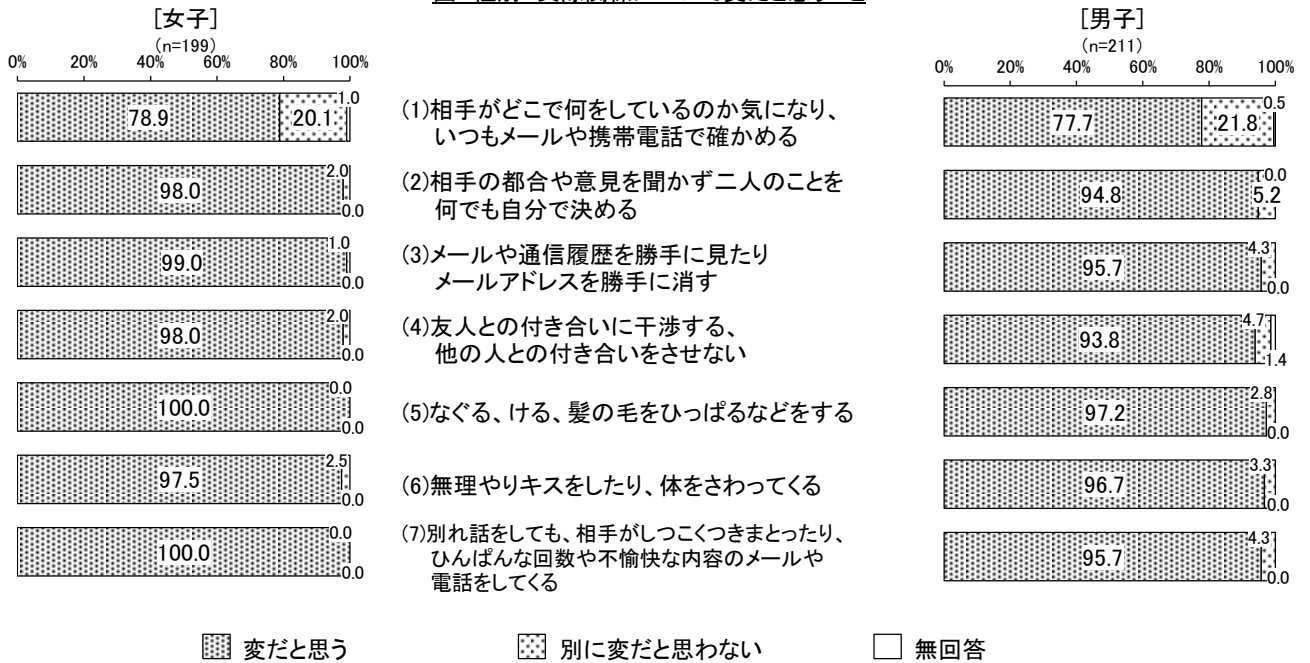 [女子]
(n=199)
0% 20% 40% 60% 80% 100%
[男子]
(n=211)
0% 20% 40% 60% 80% 100%
78.9 20.1 1.0
(1)相手がどこで何をしているのか気になり、
いつもメールや携帯電話で確かめる
77.7 21.8 0.5
98.0 2.0 0.0
(2)相手の都合や意見を聞かず二人のことを
何でも自分で決める
94.8 5.2 0.0
99.0 1.0 0.0
(3)メールや通信履歴を勝手に見たり
メールアドレスを勝手に消す
95.7 4.3 0.0
98.0 2.0 0.0
(4)友人との付き合いに干渉する、
他の人との付き合いをさせない
93.8 4.7 1.4
100.0 0.0 0.0
(5)なぐる、ける、髪の毛をひっぱるなどをする
97.2 2.8 0.0
97.5 2.5 0.0
(6)無理やりキスをしたり、体をさわってくる
96.7 3.3 0.0
100.0 0.0 0.0
(7)別れ話をしても、相手がしつこくつきまとったり、
ひんぱんな回数や不愉快な内容のメールや
電話をしてくる
95.7 4.3 0.0
変だと思う 別に変だと思わない 無回答